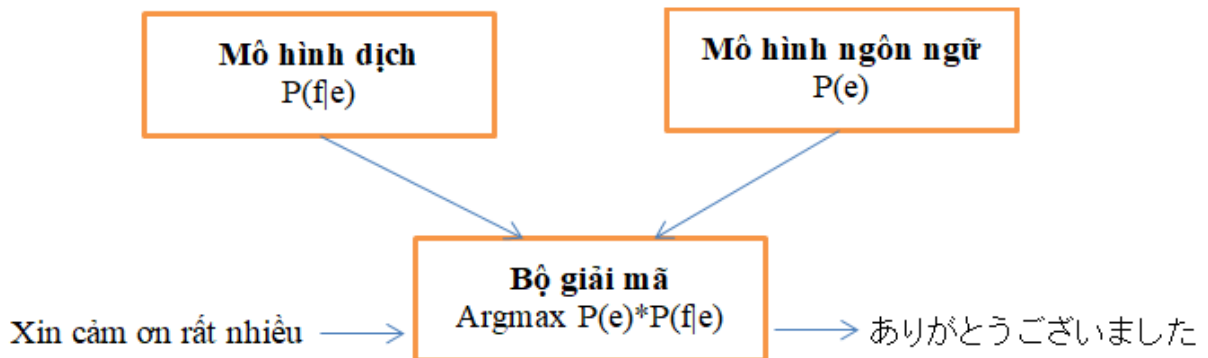 Mô hình dịch
P(f|e)
Mô hình ngôn ngữ
P(e)
Bộ giải mã
Argmax P(e)*P(f|e)
Xin cảm ơn rất nhiều
ありがとうございました